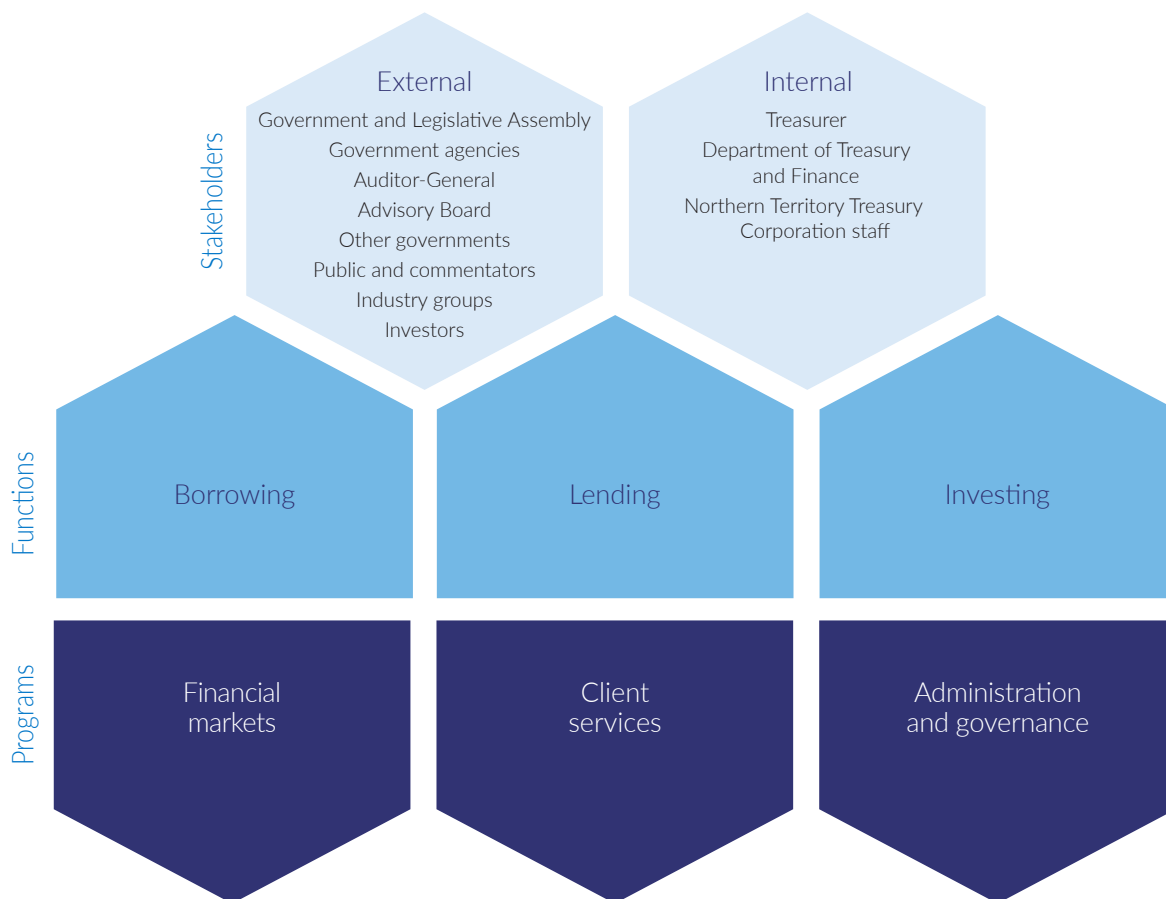 Stakeholders
External
Government and Legislative Assembly
Government agencies
Auditor-General
Advisory Board
Other governments
Public and commentators
Industry groups
Investors
Internal
Treasurer
Department of Treasury
and Finance
Northern Territory Treasury
Corporation staff
Functions
Borrowing
Lending
Investing
Programs
Financial
markets
Client
services
Administration
and governance